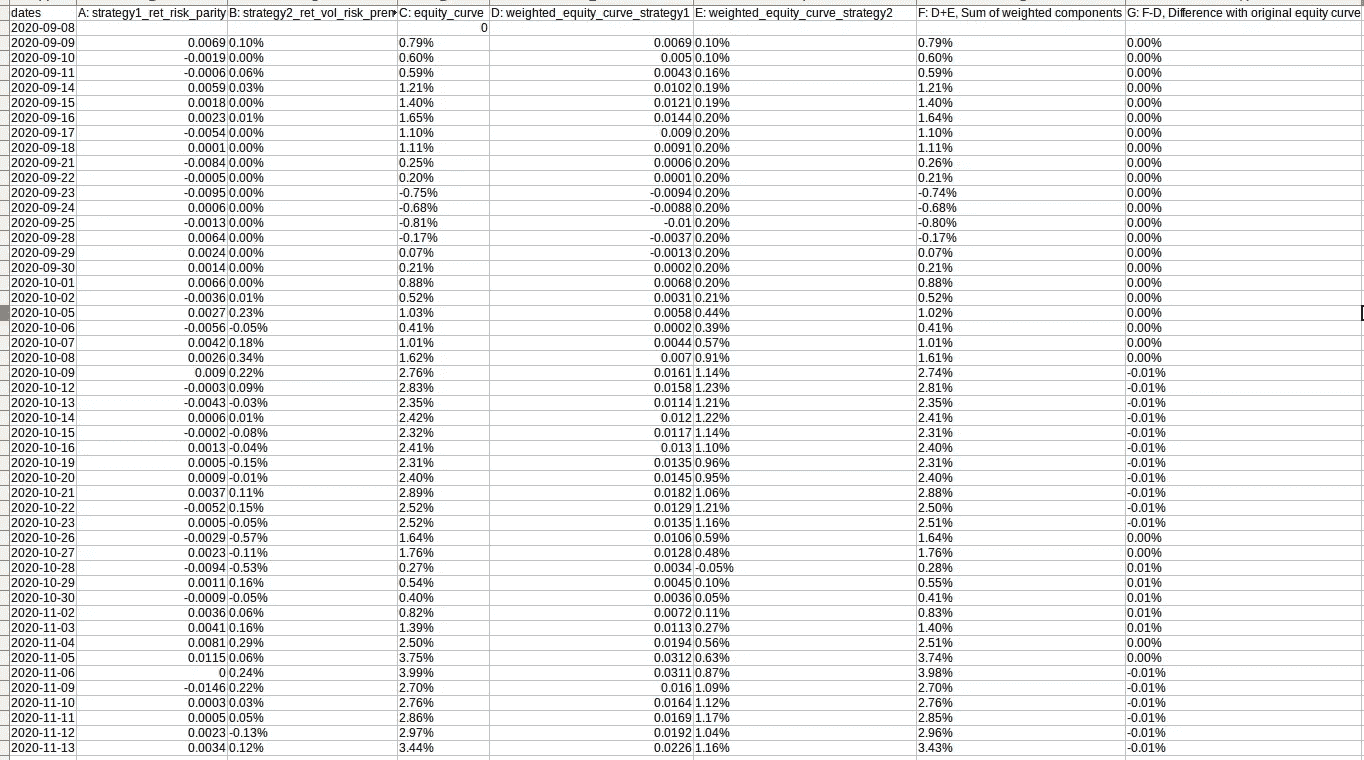 dates A: strategy1_ret_risk_parity B: strategy2_ret_vol_risk_prem C: equity_curve D: weighted_equity_curve_strategy1 E: weighted_equity_curve_strategy2 F: D+E, Sum of weighted components G: F-D, Difference with original equity curve
2020-09-08 0
2020-09-09 0.0069 0.10% 0.79% 0.0069 0.10% 0.79% 0.00%
2020-09-10 -0.0019 0.00% 0.60% 0.005 0.10% 0.60% 0.00%
2020-09-11 -0.0006 0.06% 0.59% 0.0043 0.16% 0.59% 0.00%
2020-09-14 0.0059 0.03% 1.21% 0.0102 0.19% 1.21% 0.00%
2020-09-15 0.0018 0.00% 1.40% 0.0121 0.19% 1.40% 0.00%
2020-09-16 0.0023 0.01% 1.65% 0.0144 0.20% 1.64% 0.00%
2020-09-17 -0.0054 0.00% 1.10% 0.009 0.20% 1.10% 0.00%
2020-09-18 0.0001 0.00% 1.11% 0.0091 0.20% 1.11% 0.00%
2020-09-21 -0.0084 0.00% 0.25% 0.0006 0.20% 0.26% 0.00%
2020-09-22 -0.0005 0.00% 0.20% 0.0001 0.20% 0.21% 0.00%
2020-09-23 -0.0095 0.00% -0.75% -0.0094 0.20% -0.74% 0.00%
2020-09-24 0.0006 0.00% -0.68% -0.0088 0.20% -0.68% 0.00%
2020-09-25 -0.0013 0.00% -0.81% -0.01 0.20% -0.80% 0.00%
2020-09-28 0.0064 0.00% -0.17% -0.0037 0.20% -0.17% 0.00%
2020-09-29 0.0024 0.00% 0.07% -0.0013 0.20% 0.07% 0.00%
2020-09-30 0.0014 0.00% 0.21% 0.0002 0.20% 0.21% 0.00%
2020-10-01 0.0066 0.00% 0.88% 0.0068 0.20% 0.88% 0.00%
2020-10-02 -0.0036 0.01% 0.52% 0.0031 0.21% 0.52% 0.00%
2020-10-05 0.0027 0.23% 1.03% 0.0058 0.44% 1.02% 0.00%
2020-10-06 -0.0056 -0.05% 0.41% 0.0002 0.39% 0.41% 0.00%
2020-10-07 0.0042 0.18% 1.01% 0.0044 0.57% 1.01% 0.00%
2020-10-08 0.0026 0.34% 1.62% 0.007 0.91% 1.61% 0.00%
2020-10-09 0.009 0.22% 2.76% 0.0161 1.14% 2.74% -0.01%
2020-10-12 -0.0003 0.09% 2.83% 0.0158 1.23% 2.81% -0.01%
2020-10-13 -0.0043 -0.03% 2.35% 0.0114 1.21% 2.35% -0.01%
2020-10-14 0.0006 0.01% 2.42% 0.012 1.22% 2.41% -0.01%
2020-10-15 -0.0002 -0.08% 2.32% 0.0117 1.14% 2.31% -0.01%
2020-10-16 0.0013 -0.04% 2.41% 0.013 1.10% 2.40% -0.01%
2020-10-19 0.0005 -0.15% 2.31% 0.0135 0.96% 2.31% -0.01%
2020-10-20 0.0009 -0.01% 2.40% 0.0145 0.95% 2.40% -0.01%
2020-10-21 0.0037 0.11% 2.89% 0.0182 1.06% 2.88% -0.01%
2020-10-22 -0.0052 0.15% 2.52% 0.0129 1.21% 2.50% -0.01%
2020-10-23 0.0005 -0.05% 2.52% 0.0135 1.16% 2.51% -0.01%
2020-10-26 -0.0029 -0.57% 1.64% 0.0106 0.59% 1.64% 0.00%
2020-10-27 0.0023 -0.11% 1.76% 0.0128 0.48% 1.76% 0.00%
2020-10-28 -0.0094 -0.53% 0.27% 0.0034 -0.05% 0.28% 0.01%
2020-10-29 0.0011 0.16% 0.54% 0.0045 0.10% 0.55% 0.01%
2020-10-30 -0.0009 -0.05% 0.40% 0.0036 0.05% 0.41% 0.01%
2020-11-02 0.0036 0.06% 0.82% 0.0072 0.11% 0.83% 0.01%
2020-11-03 0.0041 0.16% 1.39% 0.0113 0.27% 1.40% 0.01%
2020-11-04 0.0081 0.29% 2.50% 0.0194 0.56% 2.51% 0.00%
2020-11-05 0.0115 0.06% 3.75% 0.0312 0.63% 3.74% 0.00%
2020-11-06 0 0.24% 3.99% 0.0311 0.87% 3.98% -0.01%
2020-11-09 -0.0146 0.22% 2.70% 0.016 1.09% 2.70% -0.01%
2020-11-10 0.0003 0.03% 2.76% 0.0164 1.12% 2.76% -0.01%
2020-11-11 0.0005 0.05% 2.86% 0.0169 1.17% 2.85% -0.01%
2020-11-12 0.0023 -0.13% 2.97% 0.0192 1.04% 2.96% -0.01%
2020-11-13 0.0034 0.12% 3.44% 0.0226 1.16% 3.43% -0.01%